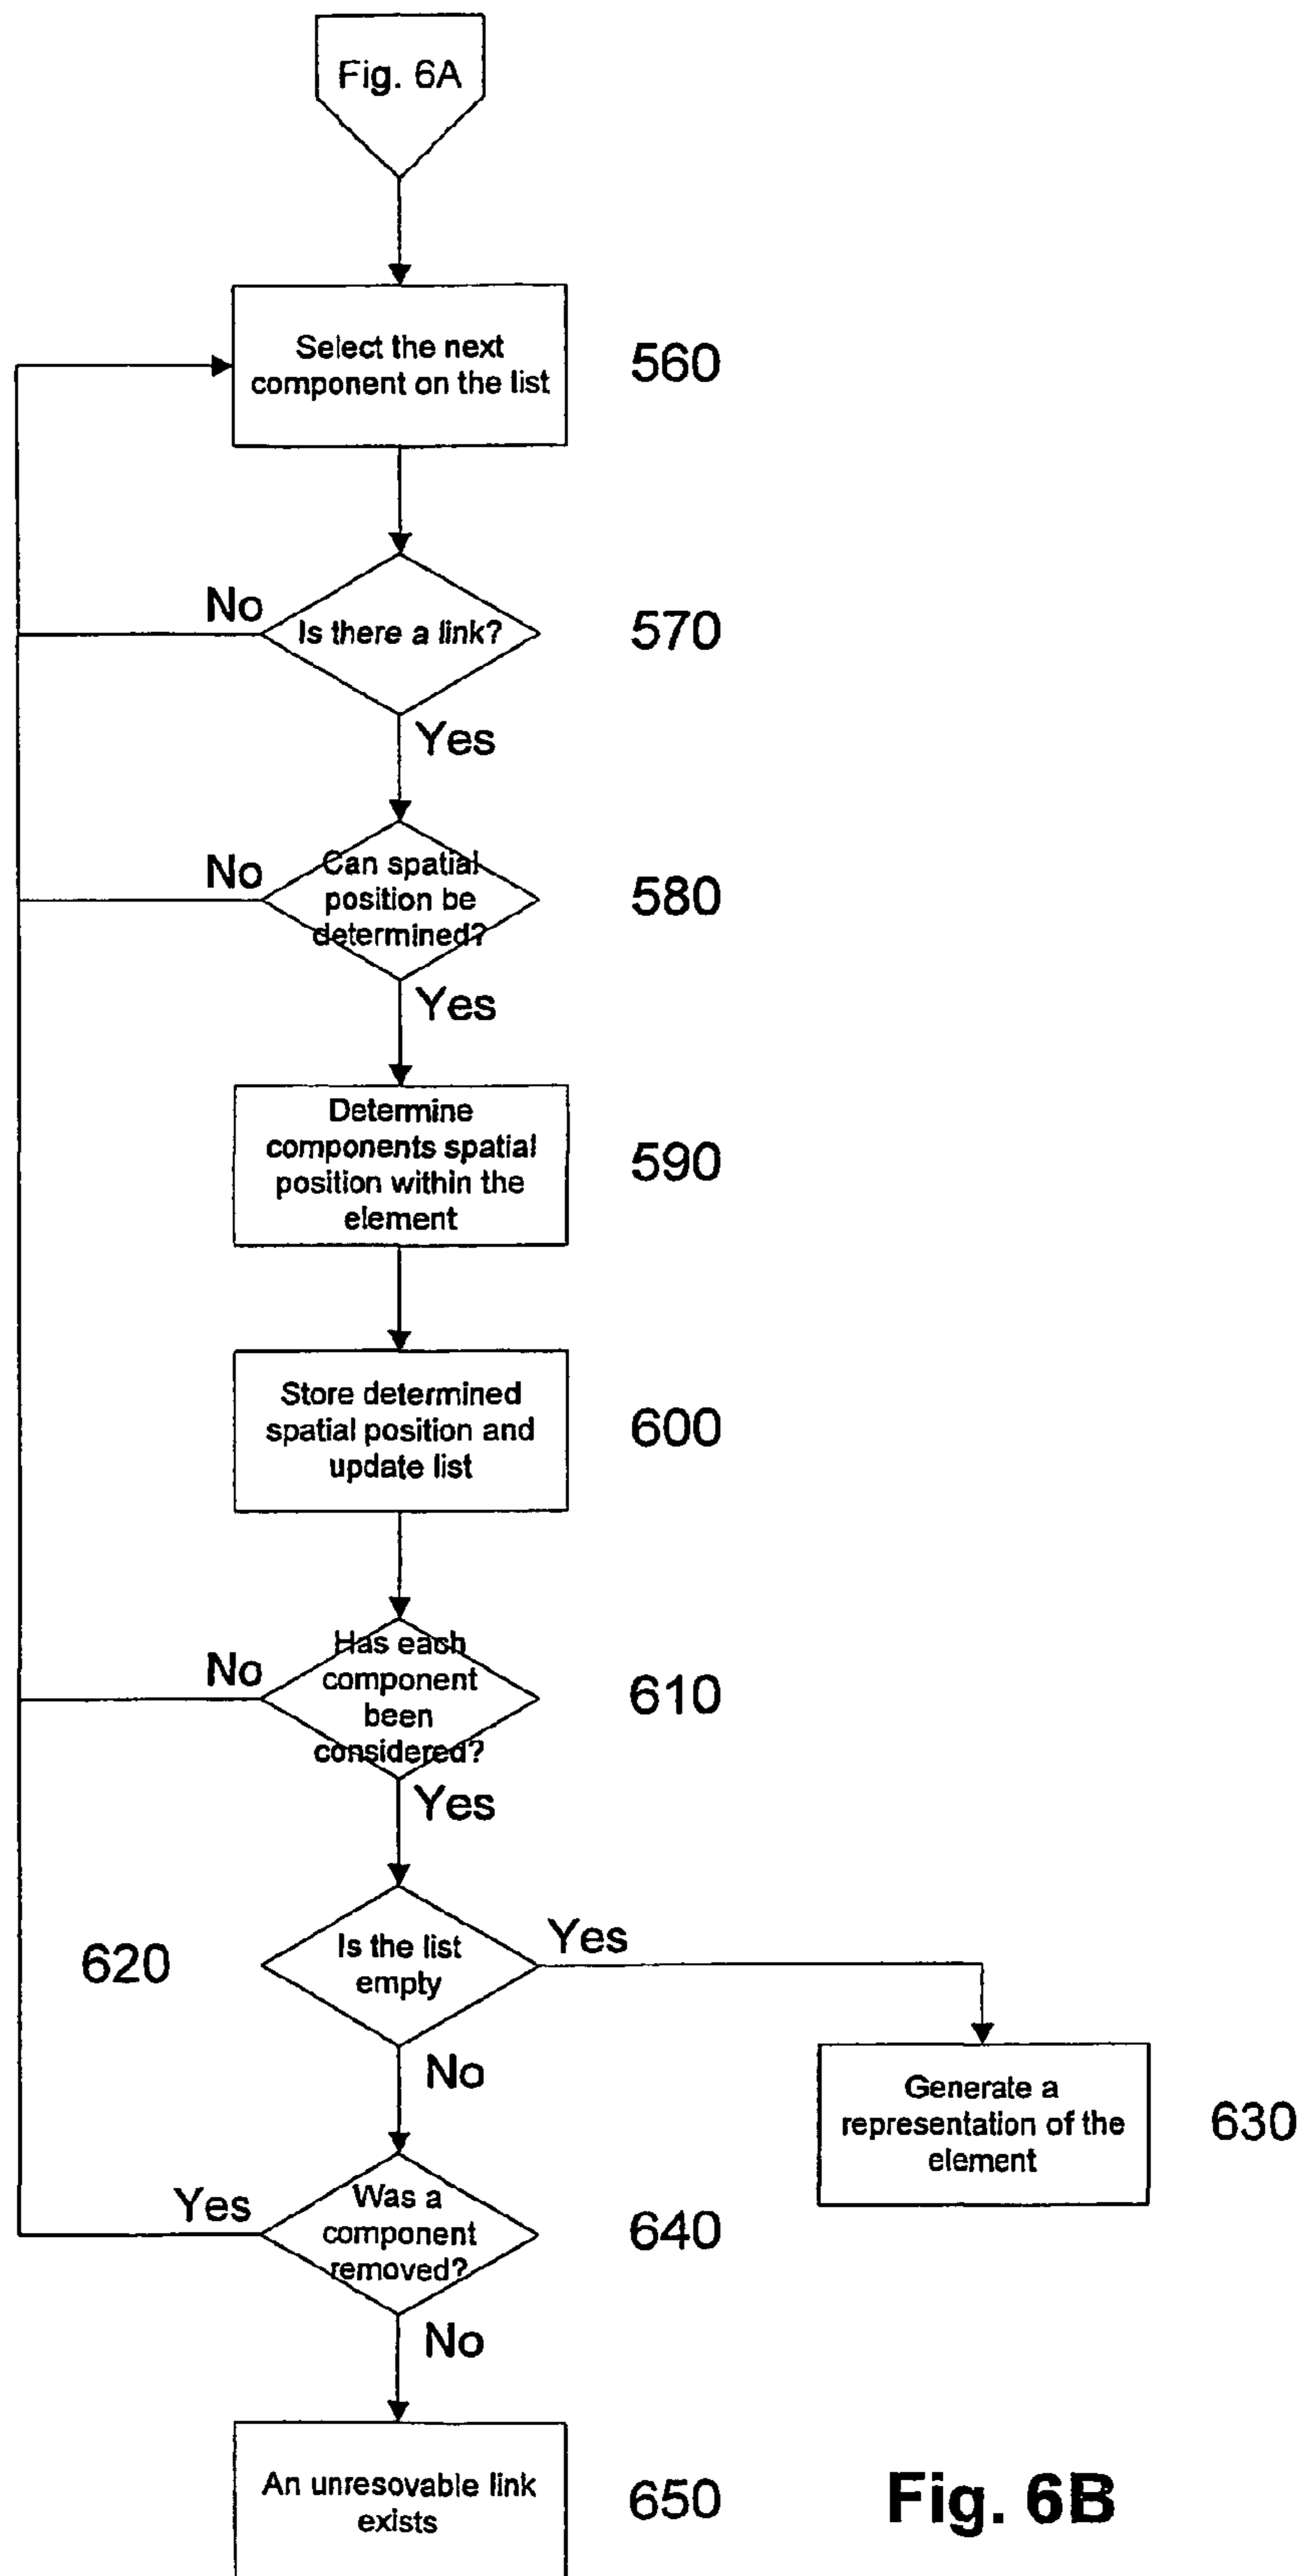 Fig. 6A
Select the next
component on the list
560
No
Is there a link?
570
Yes
No
Can spatial
position be
determined?
580
Yes
Determine
components spatial
position within the
element
590
Store determined
spatial position and
update list
600
No
Has each
component
been
considered?
610
Yes
620
Is the list
empty
Yes
No
Generate a
representation of the
element
630
Yes
Was a
component
removed?
640
No
An unresovable link
exists
650
Fig. 6B